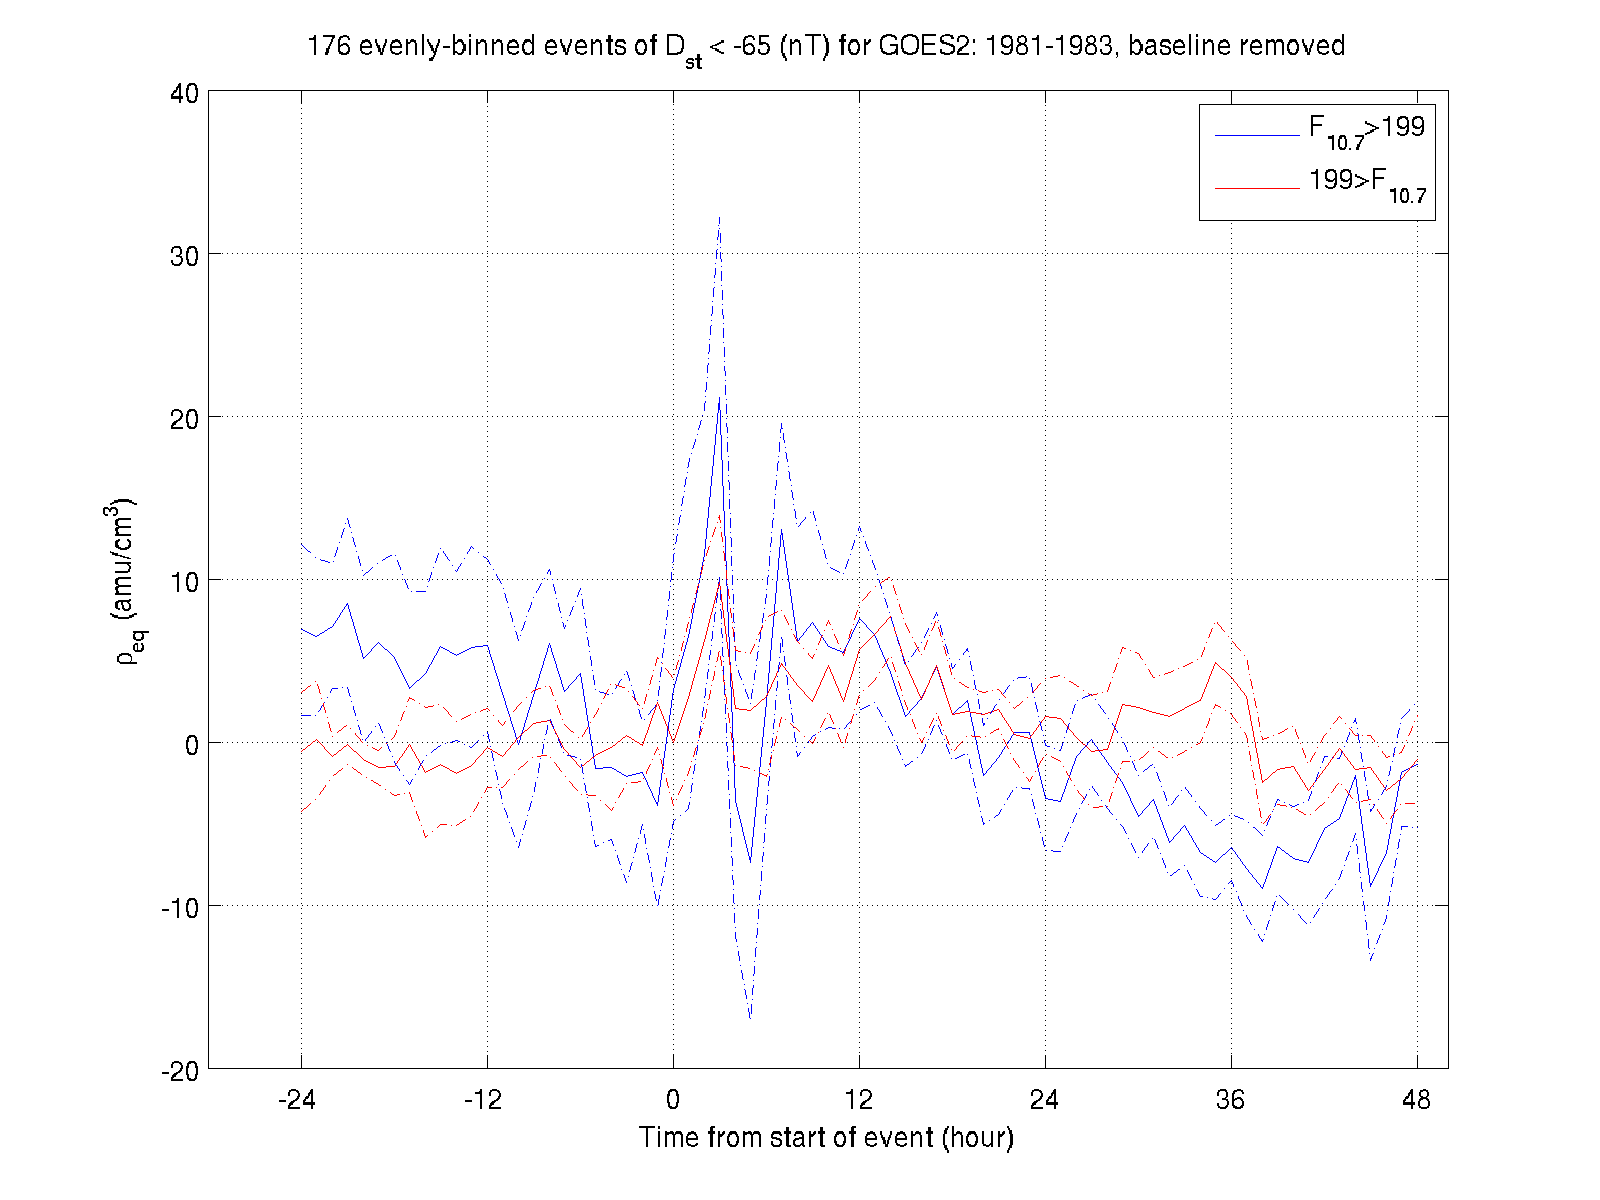 176 evenly-binned events of Dst < -65 (nT) for GOES2: 1981-1983, baseline removed
40
30
20
10
0
-10
-20
ρeq (amu/cm3)
F10.7>199
199>F10.7
-24 -12 0 12 24 36 48
Time from start of event (hour)